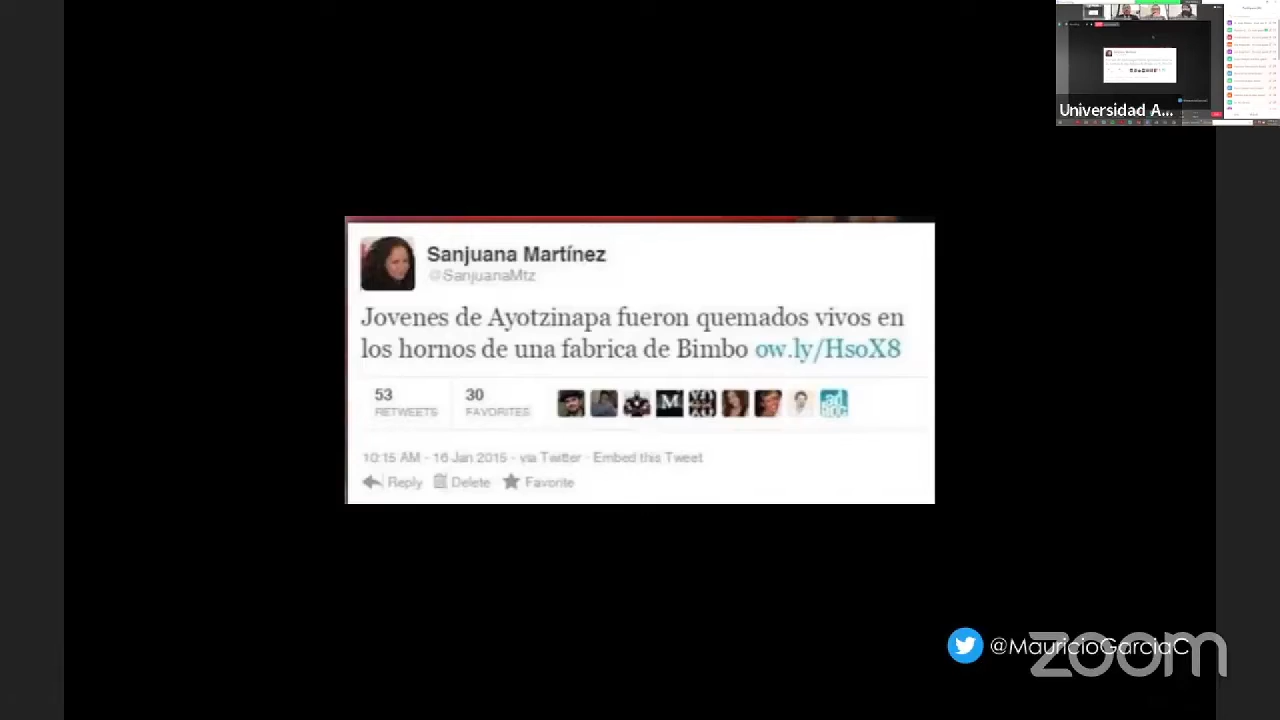 Universidad A...
Sanjuana Martínez
@SanjuanaMtz
Jovenes de Ayotzinapa fueron quemados vivos en
los hornos de una fabrica de Bimbo ow.ly/HsoX8
53
RETWEETS
30
FAVORITES
10:15 AM - 16 Jan 2015 - via Twitter · Embed this Tweet
Reply Delete Favorite
@MauricioGarciaC
zoom